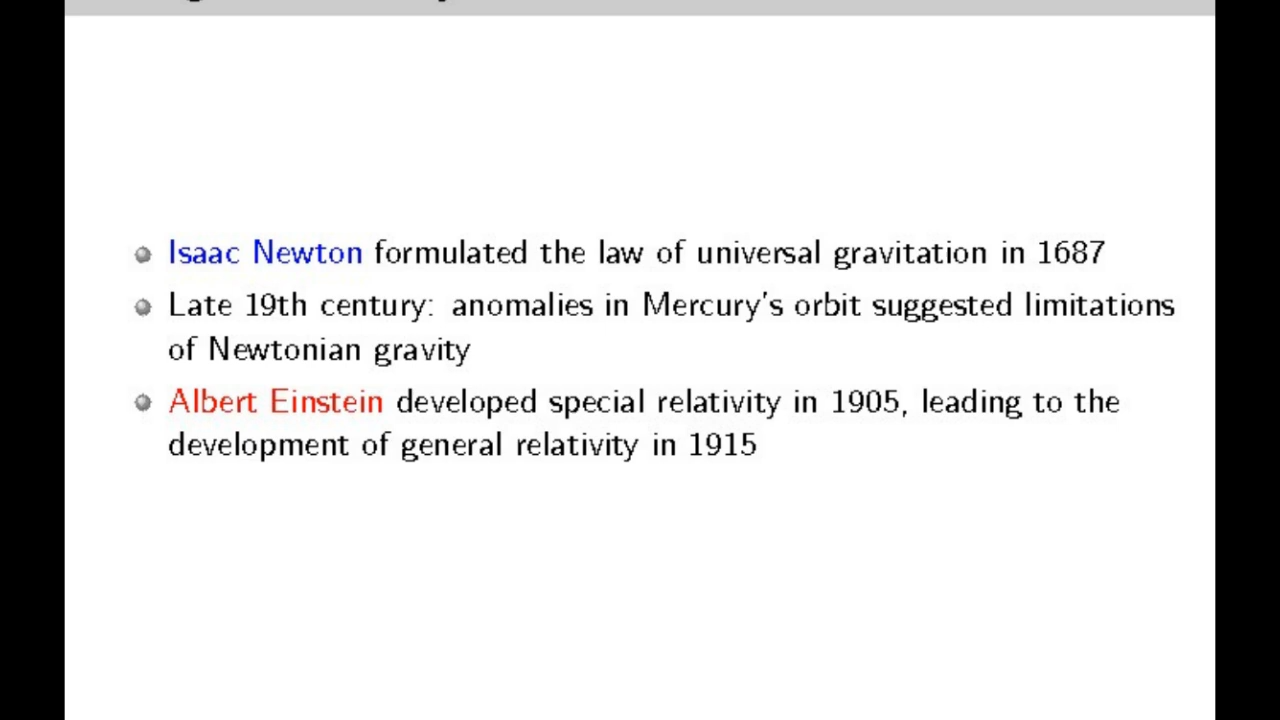 Isaac Newton formulated the law of universal gravitation in 1687
Late 19th century: anomalies in Mercury's orbit suggested limitations
of Newtonian gravity
Albert Einstein developed special relativity in 1905, leading to the
development of general relativity in 1915